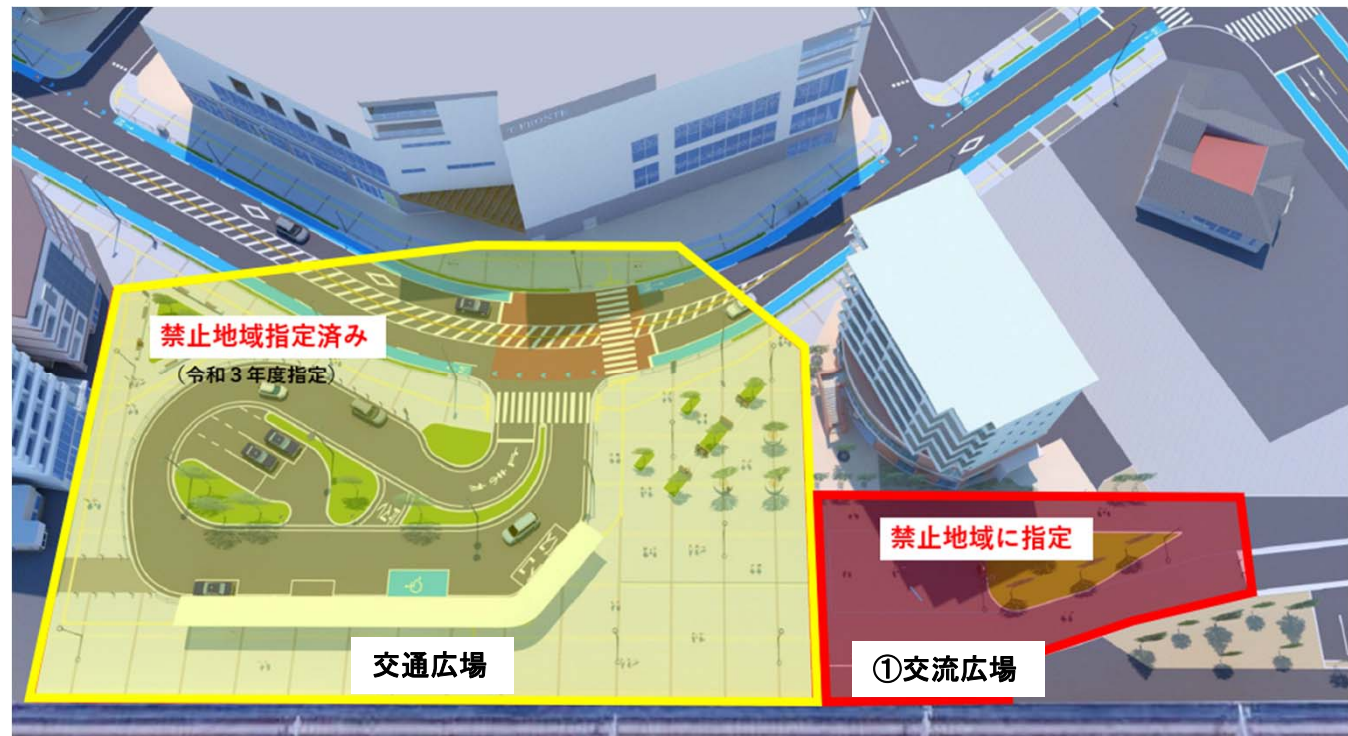 禁止地域指定済み
（令和３年度指定）
禁止地域に指定
交通広場
①交流広場